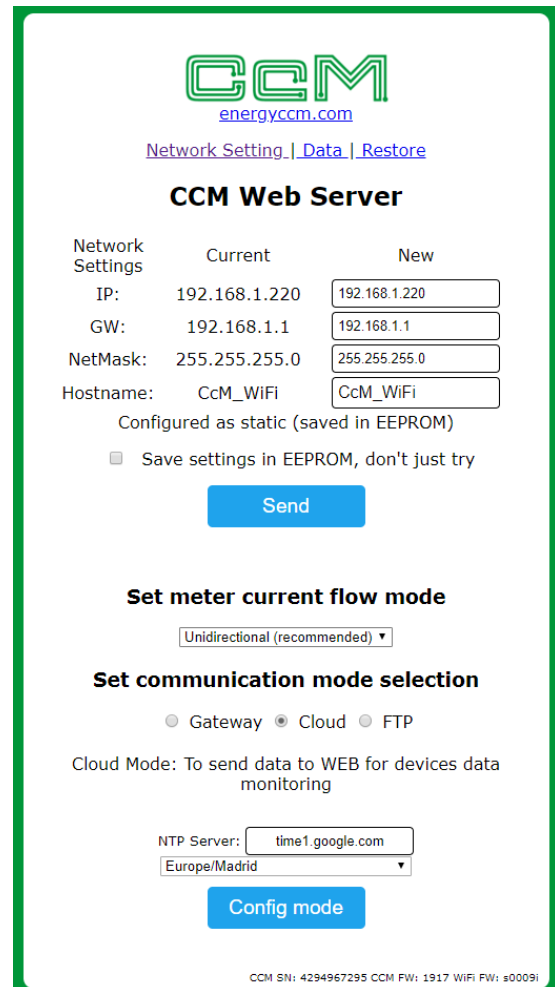 CcM
energyccm.com
Network Setting | Data | Restore
CCM Web Server
Network Settings Current New
IP: 192.168.1.220 192.168.1.220
GW: 192.168.1.1 192.168.1.1
NetMask: 255.255.255.0 255.255.255.0
Hostname: CcM_WiFi CcM_WiFi
Configured as static (saved in EEPROM)
Save settings in EEPROM, don't just try
Send
Set meter current flow mode
Unidirectional (recommended)
Set communication mode selection
Gateway Cloud FTP
Cloud Mode: To send data to WEB for devices data
monitoring
NTP Server: time1.google.com
Europe/Madrid
Config mode
CCM SN: 4294967295 CCM FW: 1917 WiFi FW: s0009i